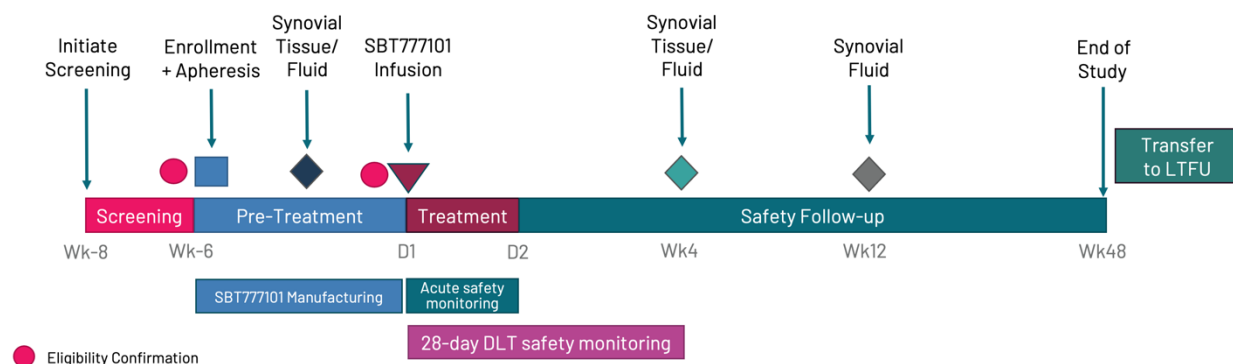 Initiate
Screening
Enrollment
+ Apheresis
Synovial
Tissue/
Fluid
SBT777101
Infusion
Synovial
Tissue/
Fluid
Synovial
Fluid
End of
Study
Transfer
to LTFU
Screening
Pre-Treatment
Treatment
Safety Follow-up
Wk-8
Wk-6
D1
D2
Wk4
Wk12
Wk48
SBT777101 Manufacturing
Acute safety
monitoring
28-day DLT safety monitoring
Eligibility Confirmation